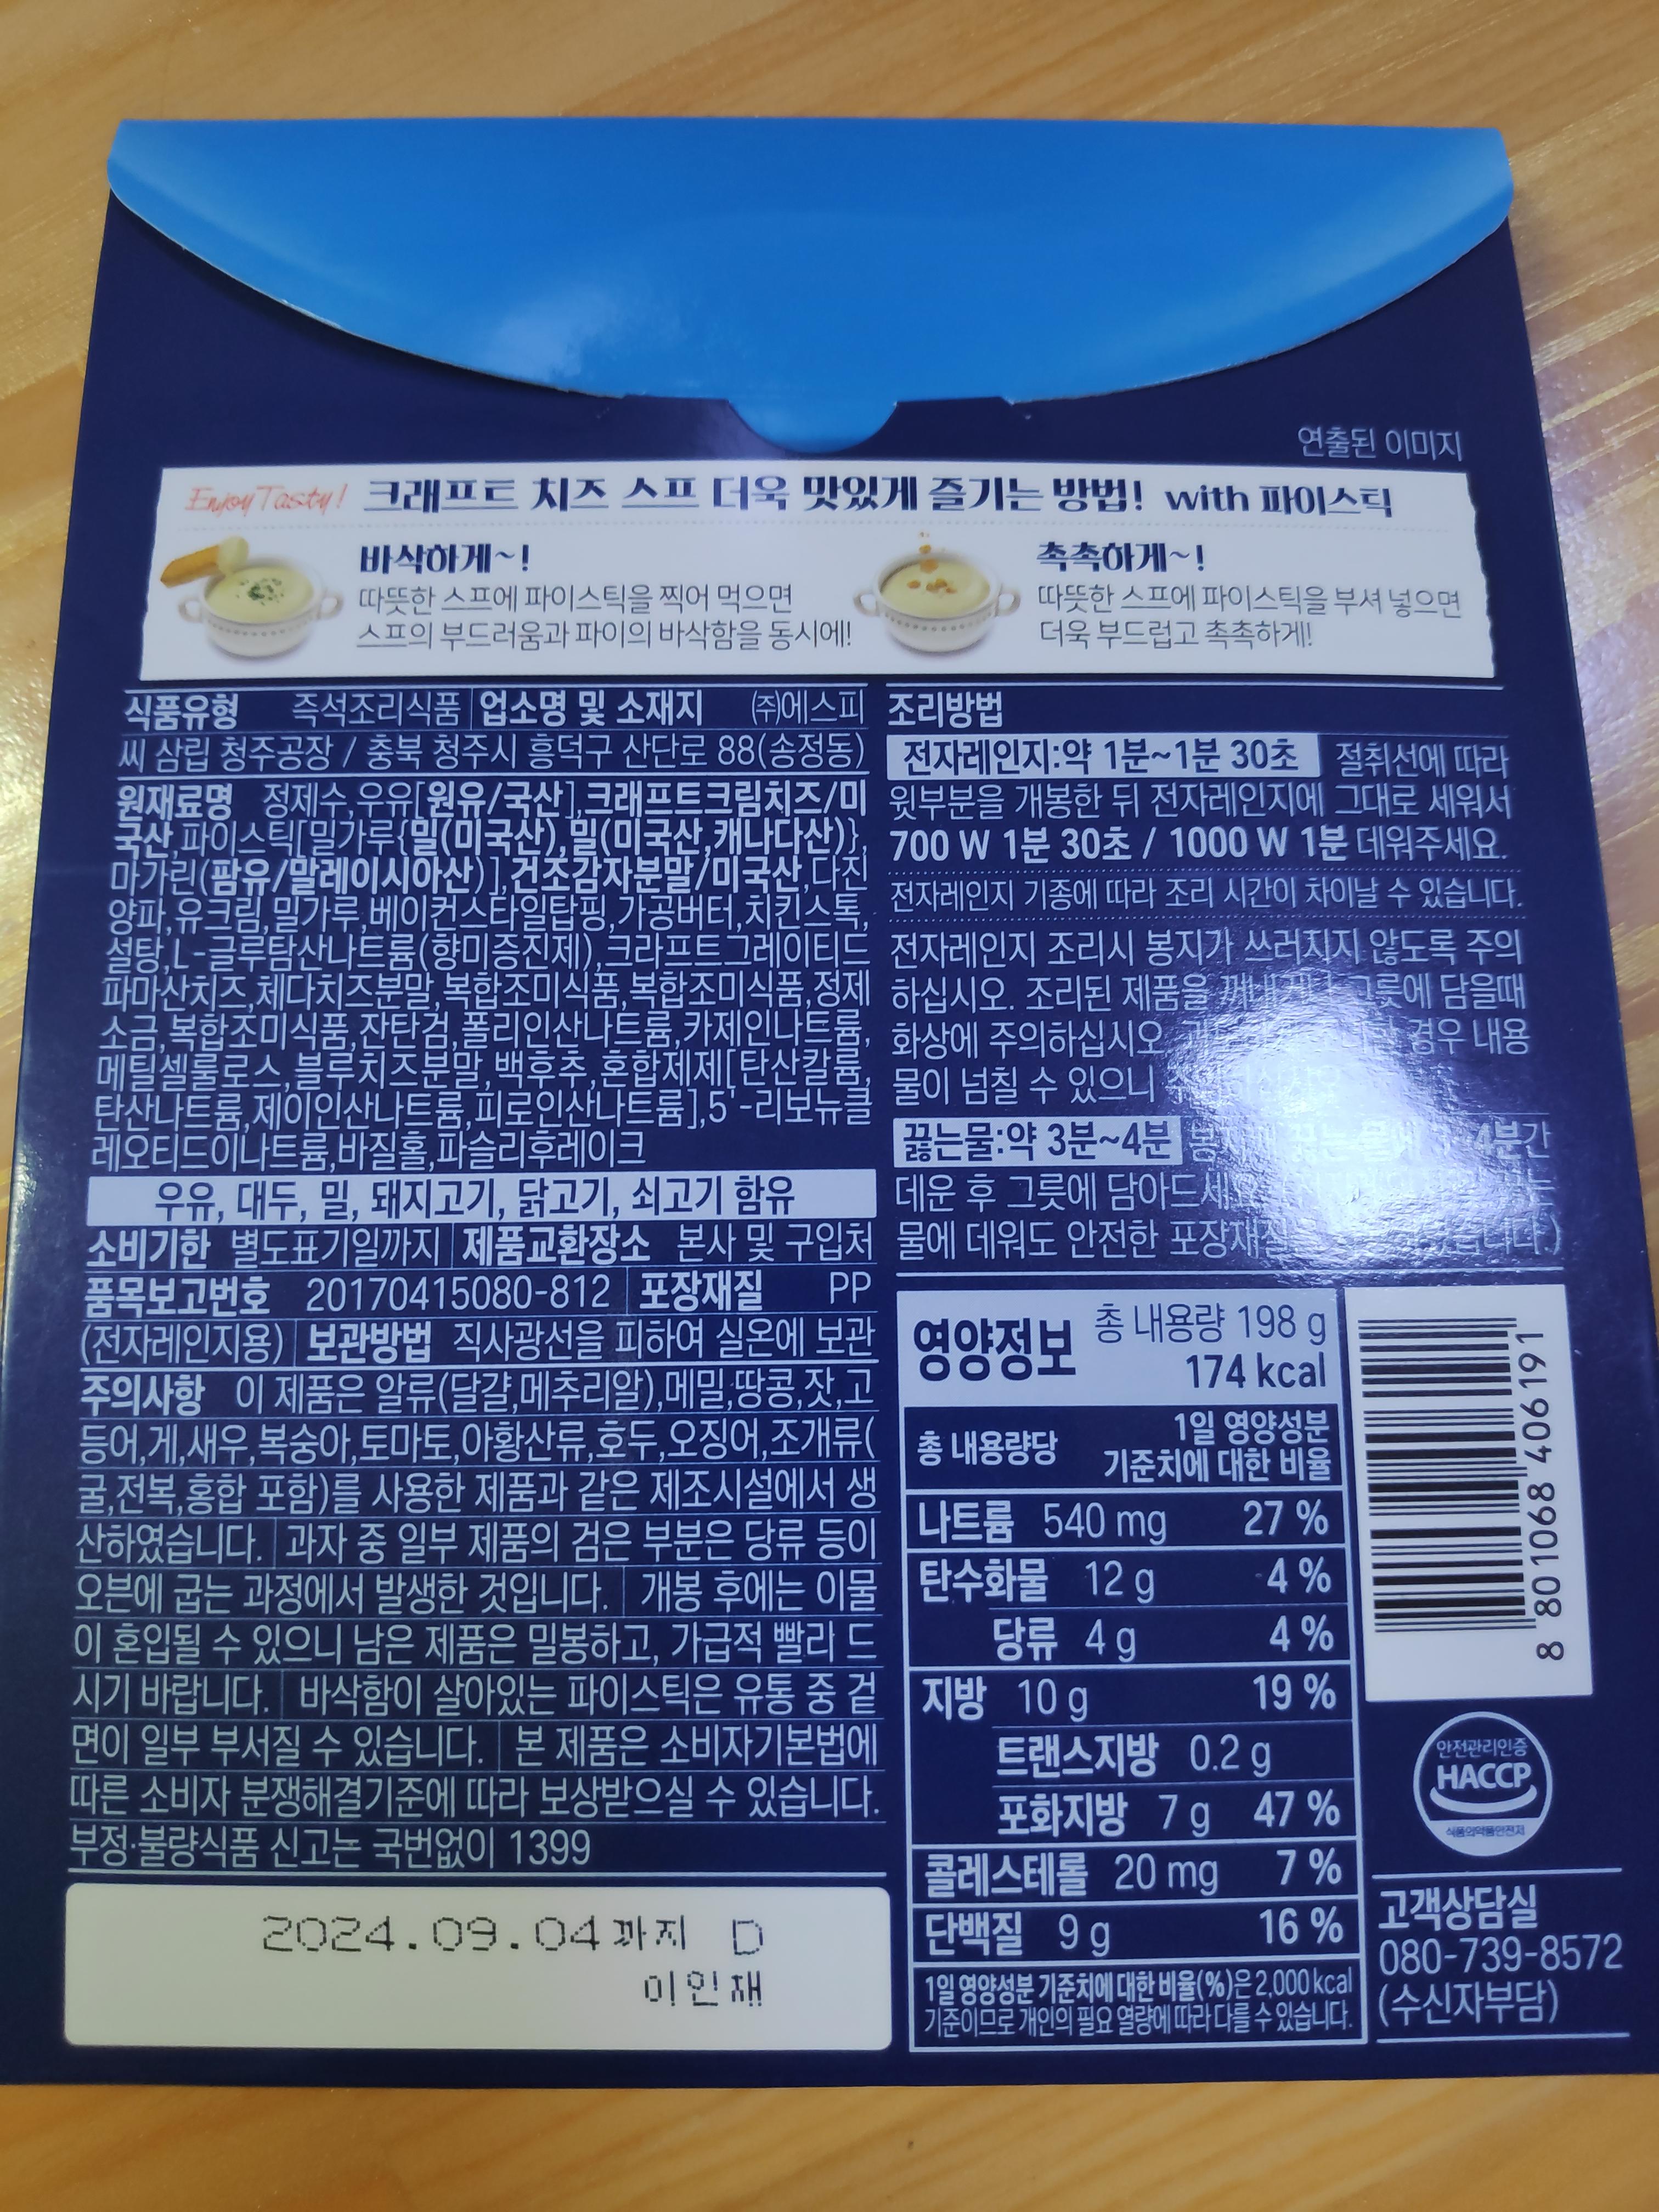 연출된 이미지
Enjoy Tasty! 크래프트 치즈 스프 더욱 맛있게 즐기는 방법! with 파이스틱
바삭하게~!
따뜻한 스프에 파이스틱을 찍어 먹으면
스프의 부드러움과 파이의 바삭함을 동시에!
촉촉하게~!
따뜻한 스프에 파이스틱을 부셔 넣으면
더욱 부드럽고 촉촉하게!
식품유형 즉석조리식품 업소명 및 소재지 ㈜에스피
씨 삼립 청주공장 / 충북 청주시 흥덕구 산단로 88(송정동)
원재료명 정제수,우유[원유/국산],크래프트크림치즈/미
국산,파이스틱[밀가루{밀(미국산),밀(미국산,캐나다산)},
마가린(팜유/말레이시아산)],건조감자분말/미국산,다진
양파,유크림,밀가루,베이컨스타일탑핑,가공버터,치킨스톡,
설탕,L-글루탐산나트륨(향미증진제),크라프트그레이티드
파마산치즈,체다치즈분말,복합조미식품,복합조미식품,정제
소금,복합조미식품,잔탄검,폴리인산나트륨,카제인나트륨,
메틸셀룰로스,블루치즈분말,백후추,혼합제제[탄산칼륨,
탄산나트륨,제이인산나트륨,피로인산나트륨],5'-리보뉴클
레오티드이나트륨,바질홀,파슬리후레이크
우유, 대두, 밀, 돼지고기, 닭고기, 쇠고기 함유
소비기한 별도표기일까지 제품교환장소 본사 및 구입처
품목보고번호 20170415080-812 포장재질 PP
(전자레인지용) 보관방법 직사광선을 피하여 실온에 보관
주의사항 이 제품은 알류(달걀,메추리알),메밀,땅콩,잣,고
등어,게,새우,복숭아,토마토,아황산류,호두,오징어,조개류(
굴,전복,홍합 포함)를 사용한 제품과 같은 제조시설에서 생
산하였습니다. 과자 중 일부 제품의 검은 부분은 당류 등이
오븐에 굽는 과정에서 발생한 것입니다. 개봉 후에는 이물
이 혼입될 수 있으니 남은 제품은 밀봉하고, 가급적 빨리 드
시기 바랍니다. 바삭함이 살아있는 파이스틱은 유통 중 겉
면이 일부 부서질 수 있습니다. 본 제품은 소비자기본법에
따른 소비자 분쟁해결기준에 따라 보상받으실 수 있습니다.
부정·불량식품 신고는 국번없이 1399
2024.09.04까지 D
이인재
조리방법
전자레인지:약 1분~1분 30초 절취선에 따라
윗부분을 개봉한 뒤 전자레인지에 그대로 세워서
700 W 1분 30초 / 1000 W 1분 데워주세요.
전자레인지 기종에 따라 조리 시간이 차이날 수 있습니다.
전자레인지 조리시 봉지가 쓰러지지 않도록 주의
하십시오. 조리된 제품을 그릇에 담을때
화상에 주의하십시오 경우 내용
물이 넘칠 수 있으니
끓는물:약 3분~4분 4분간
데운 후 그릇에 담아드세요
물에 데워도 안전한 포장재질
영양정보 총 내용량 198 g
174 kcal
총 내용량당 1일 영양성분
기준치에 대한 비율
나트륨 540 mg 27 %
탄수화물 12 g 4 %
당류 4 g 4 %
지방 10 g 19 %
트랜스지방 0.2 g
포화지방 7 g 47 %
콜레스테롤 20 mg 7 %
단백질 9 g 16 %
1일 영양성분 기준치에 대한 비율(%)은 2,000 kcal
기준이므로 개인의 필요 열량에 따라 다를 수 있습니다.
8 801068 406191
안전관리인증
HACCP
식품의약품안전처
고객상담실
080-739-8572
(수신자부담)